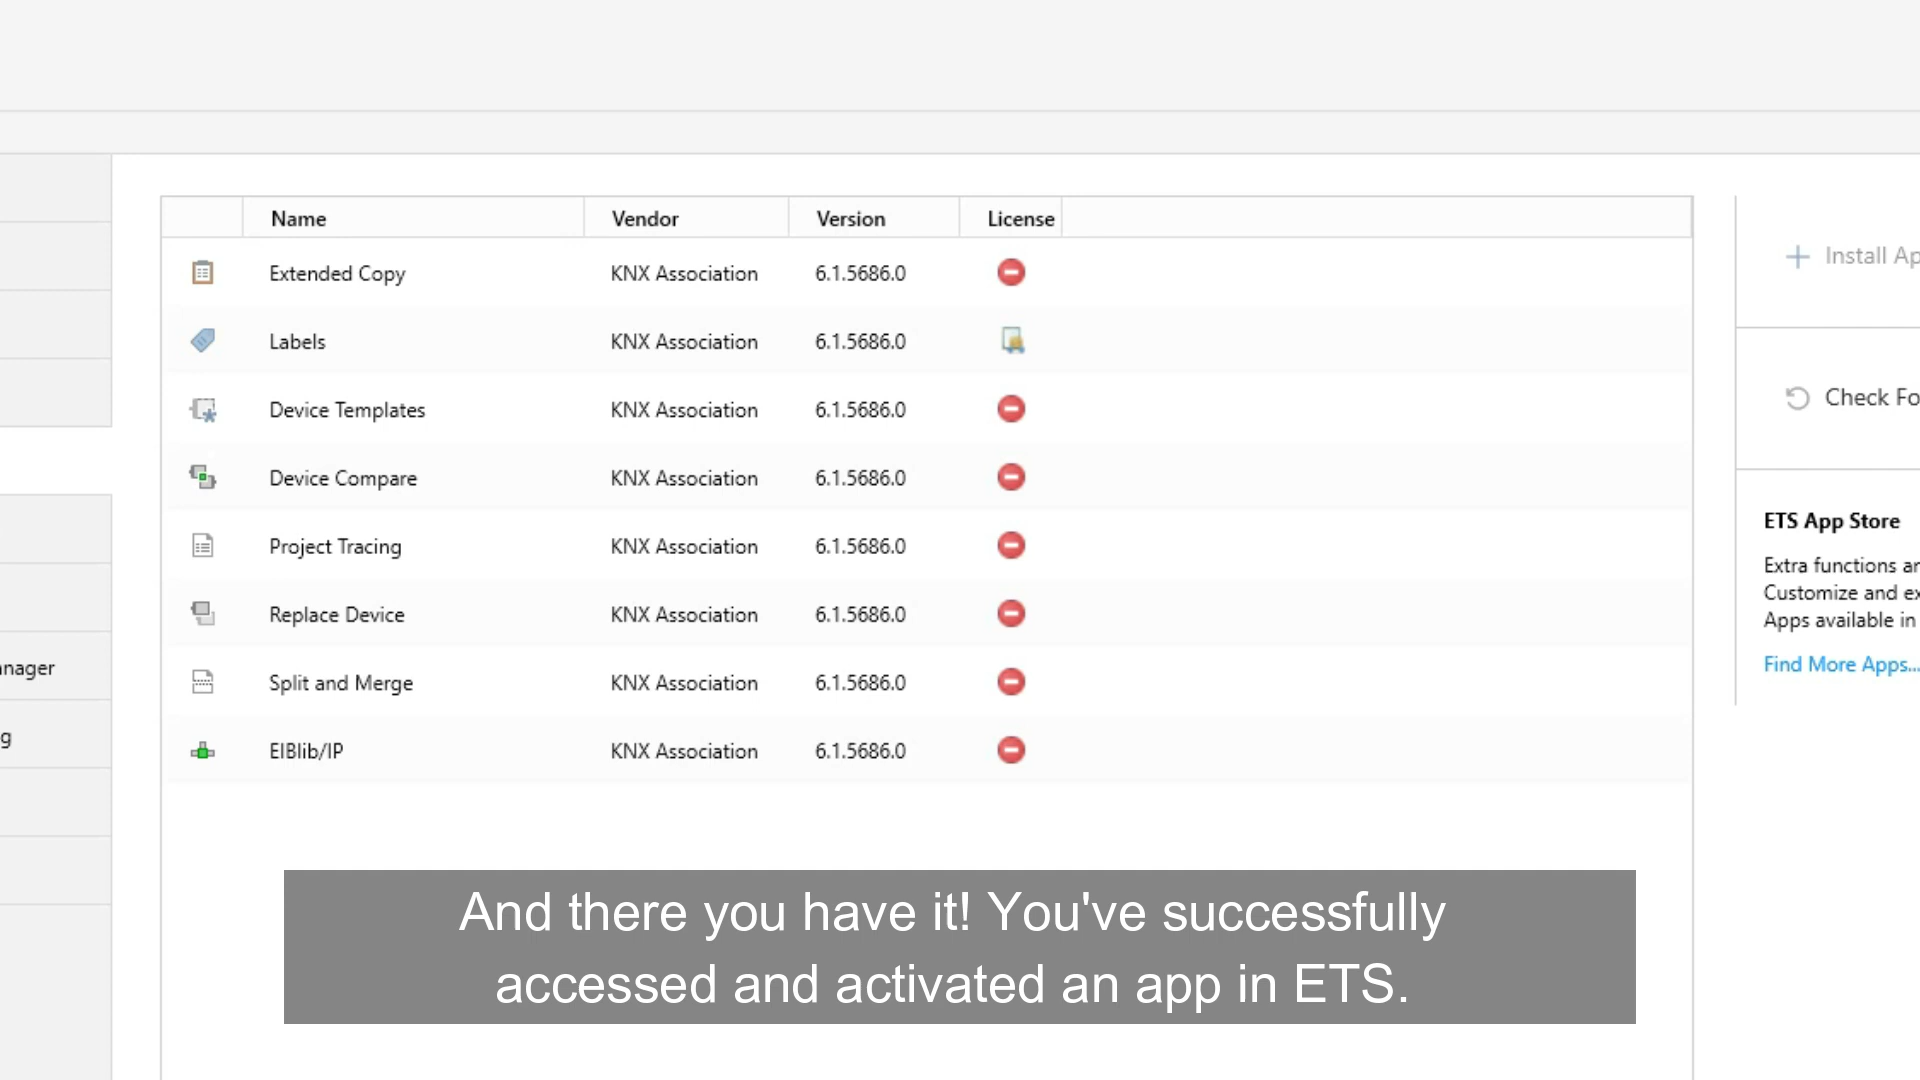 Name Vendor Version License
Extended Copy KNX Association 6.1.5686.0
Labels KNX Association 6.1.5686.0
Device Templates KNX Association 6.1.5686.0
Device Compare KNX Association 6.1.5686.0
Project Tracing KNX Association 6.1.5686.0
Replace Device KNX Association 6.1.5686.0
Split and Merge KNX Association 6.1.5686.0
EIBlib/IP KNX Association 6.1.5686.0
nager
g
Install Ap
Check Fo
ETS App Store
Extra functions ar
Customize and ex
Apps available in
Find More Apps...
And there you have it! You've successfully
accessed and activated an app in ETS.